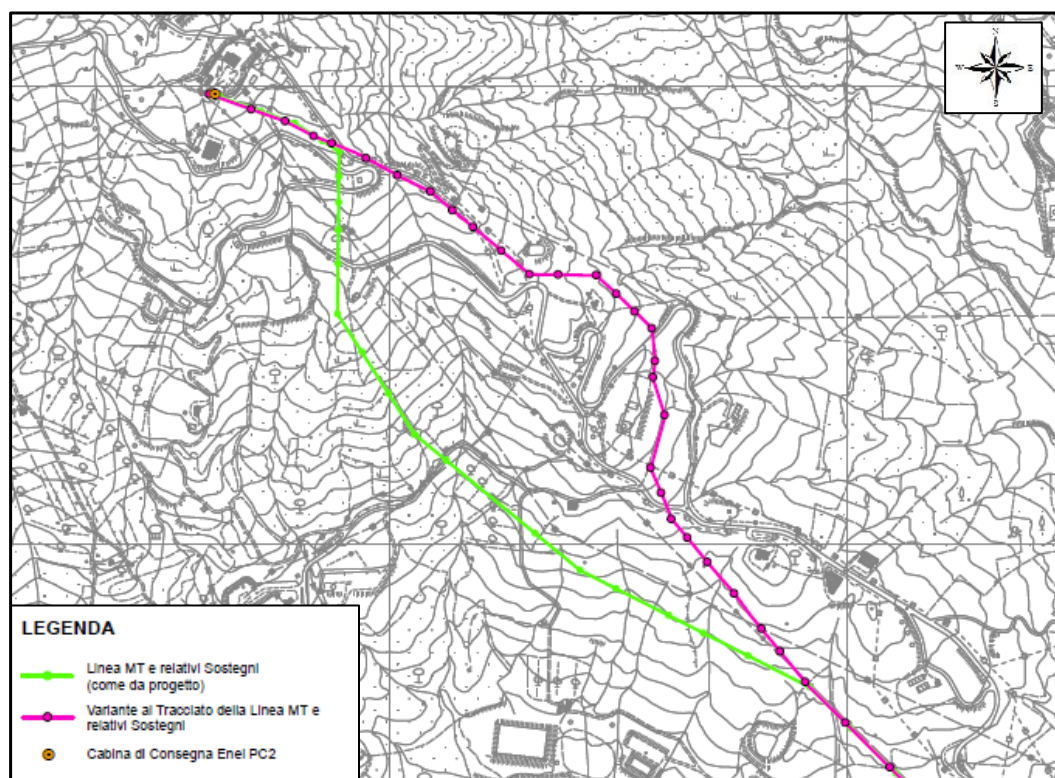 N
W
E
S
LEGENDA
Linea MT e relativi Sostegni
(come da progetto)
Variante al Tracciato della Linea MT e
relativi Sostegni
Cabina di Consegna Enel PC2